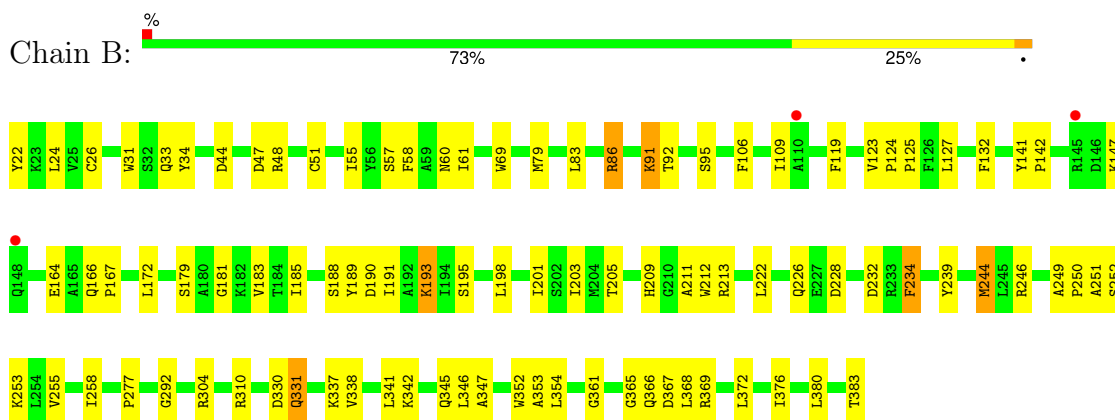 %
Chain B:
73% 25% •
Y22 K23 L24 V25 C26 W31 S32 Q33 Y34 D44 D47 R48 C51 I55 Y56 S57 F58 A59 N60 I61 W69 M79 L83 R86 K91 T92 S95 F106 I109 A110 F119 V123 P124 P125 F126 L127 F132 Y141 P142 R145 D146 K147
Q148 E164 A165 Q166 P167 L172 S179 A180 G181 K182 V183 T184 I185 S188 Y189 D190 I191 A192 K193 I194 S195 L198 I201 S202 I203 M204 T205 H209 G210 A211 W212 R213 L222 Q226 E227 D228 D232 R233 F234 Y239 M244 L245 R246 A249 P250 A251 S252
K253 L254 V255 I258 P277 G292 R304 R310 D330 Q331 K337 V338 L341 K342 Q345 L346 A347 W352 A353 L354 G361 G365 Q366 D367 L368 R369 L372 I376 L380 T383